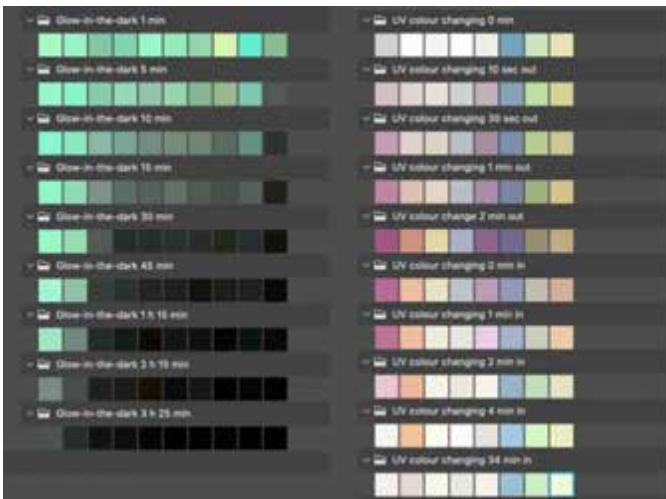 Glow-in-the-dark 1 min
Glow-in-the-dark 5 min
Glow-in-the-dark 10 min
Glow-in-the-dark 15 min
Glow-in-the-dark 30 min
Glow-in-the-dark 45 min
Glow-in-the-dark 1 h 15 min
Glow-in-the-dark 2 h 15 min
Glow-in-the-dark 3 h 25 min
UV colour changing 0 min
UV colour changing 10 sec out
UV colour changing 30 sec out
UV colour changing 1 min out
UV colour change 2 min out
UV colour changing 0 min in
UV colour changing 1 min in
UV colour changing 2 min in
UV colour changing 4 min in
UV colour changing 34 min in